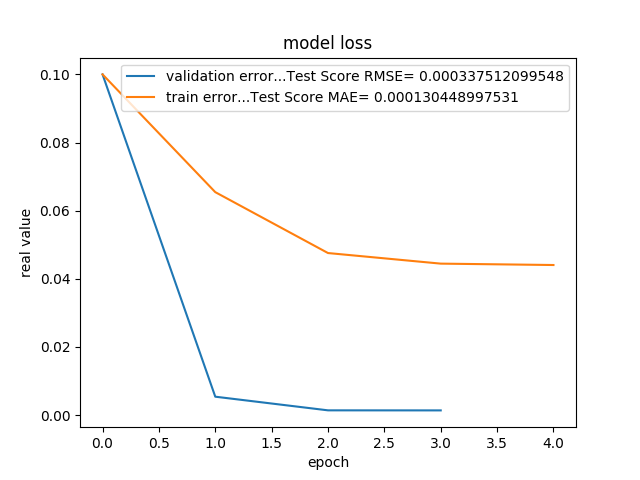 model loss
validation error...Test Score RMSE= 0.000337512099548
train error...Test Score MAE= 0.000130448997531
0.10
0.08
0.06
0.04
0.02
0.00
real value
0.0 0.5 1.0 1.5 2.0 2.5 3.0 3.5 4.0
epoch